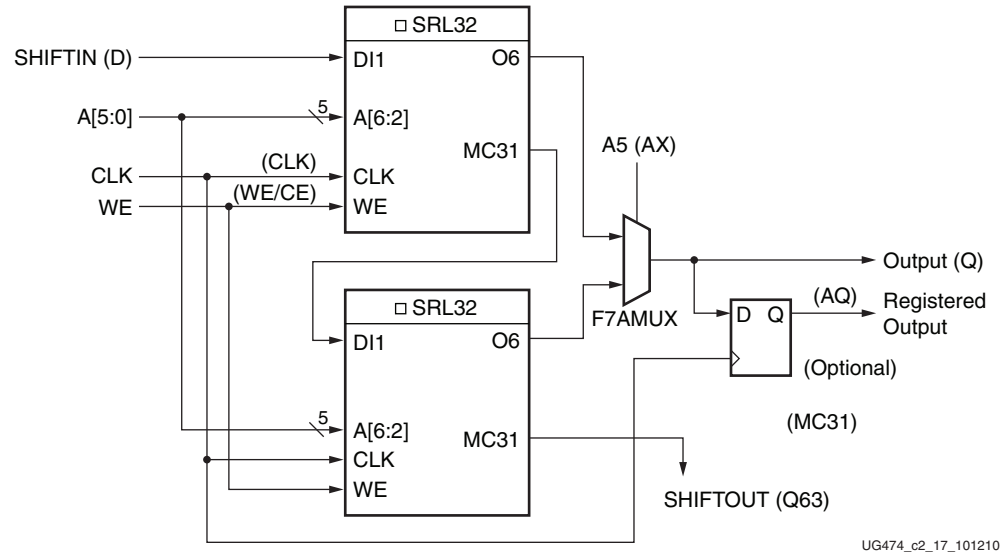 □ SRL32
SHIFTIN (D)
DI1
O6
A[5:0]
5
A[6:2]
MC31
A5 (AX)
CLK
(CLK)
CLK
WE
(WE/CE)
WE
Output (Q)
□ SRL32
F7AMUX
D Q
(AQ)
Registered
Output
DI1
O6
(Optional)
5
A[6:2]
MC31
(MC31)
CLK
WE
SHIFTOUT (Q63)
UG474_c2_17_101210